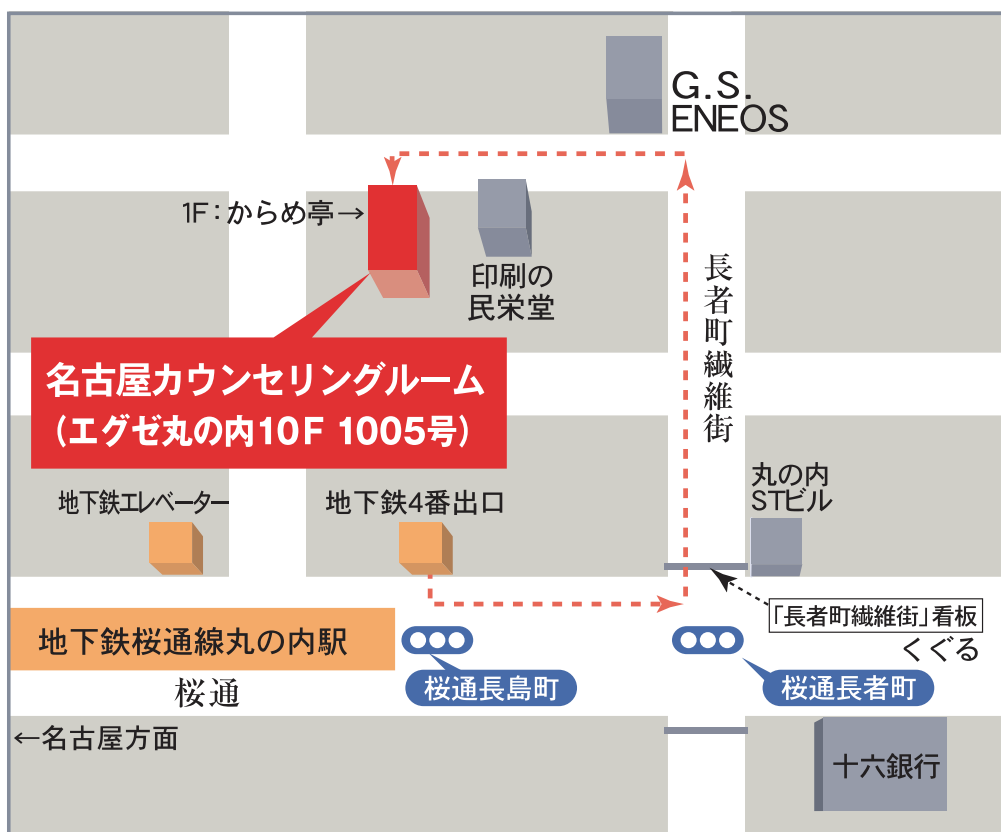 G.S.
ENEOS
1F：からめ亭→
印刷の
民栄堂
長者町繊維街
名古屋カウンセリングルーム
（エグゼ丸の内10F 1005号）
地下鉄エレベーター
地下鉄4番出口
丸の内
STビル
「長者町繊維街」看板
くぐる
地下鉄桜通線丸の内駅
桜通長島町
桜通長者町
桜通
←名古屋方面
十六銀行